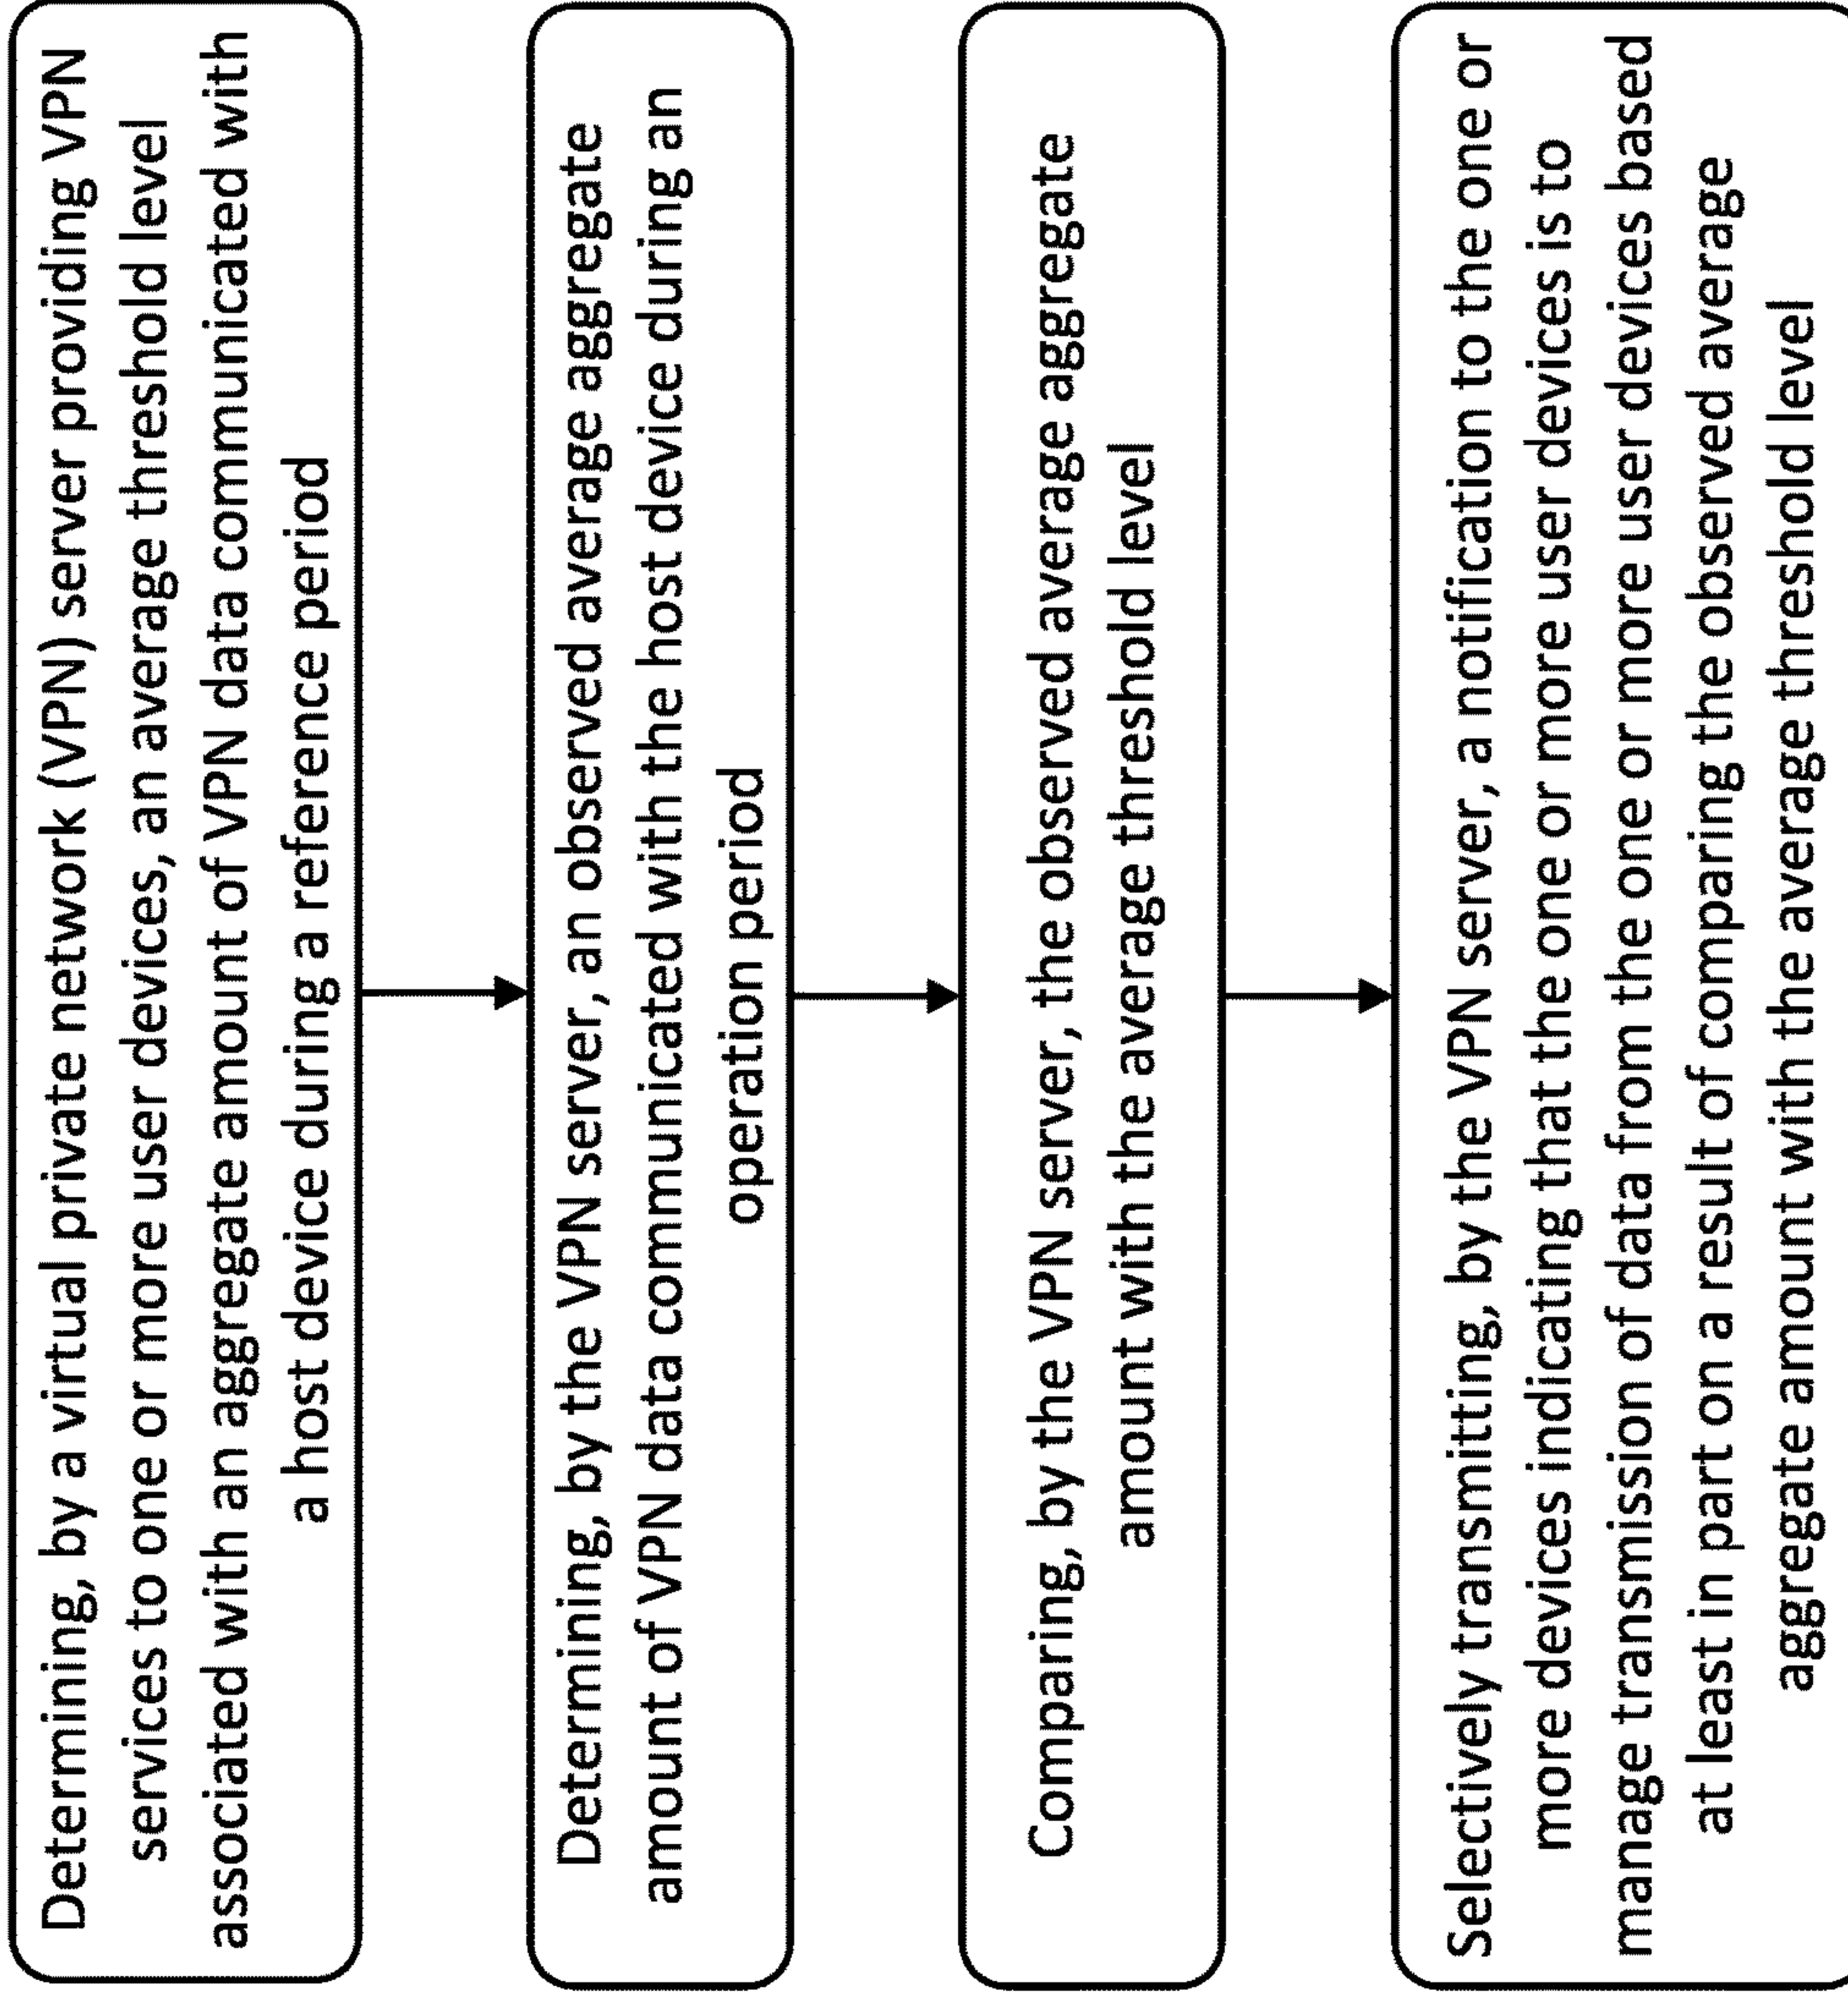 Determining, by a virtual private network (VPN) server providing VPN
services to one or more user devices, an average threshold level
associated with an aggregate amount of VPN data communicated with
a host device during a reference period
Determining, by the VPN server, an observed average aggregate
amount of VPN data communicated with the host device during an
operation period
Comparing, by the VPN server, the observed average aggregate
amount with the average threshold level
Selectively transmitting, by the VPN server, a notification to the one or
more devices indicating that the one or more user devices is to
manage transmission of data from the one or more user devices based
at least in part on a result of comparing the observed average
aggregate amount with the average threshold level